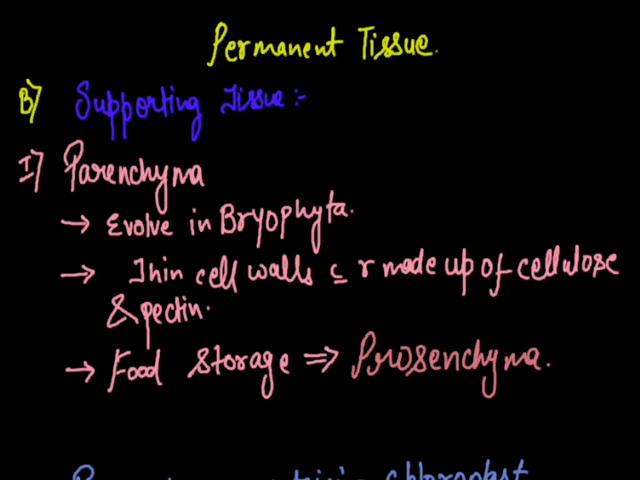 Permanent Tissue.
B) Supporting Tissue :-
I) Parenchyma
→ Evolve in Bryophyta.
→ Thin cell walls c r made up of cellulose
& pectin.
→ Food Storage ⇒ Prosenchyma.
chloroplast